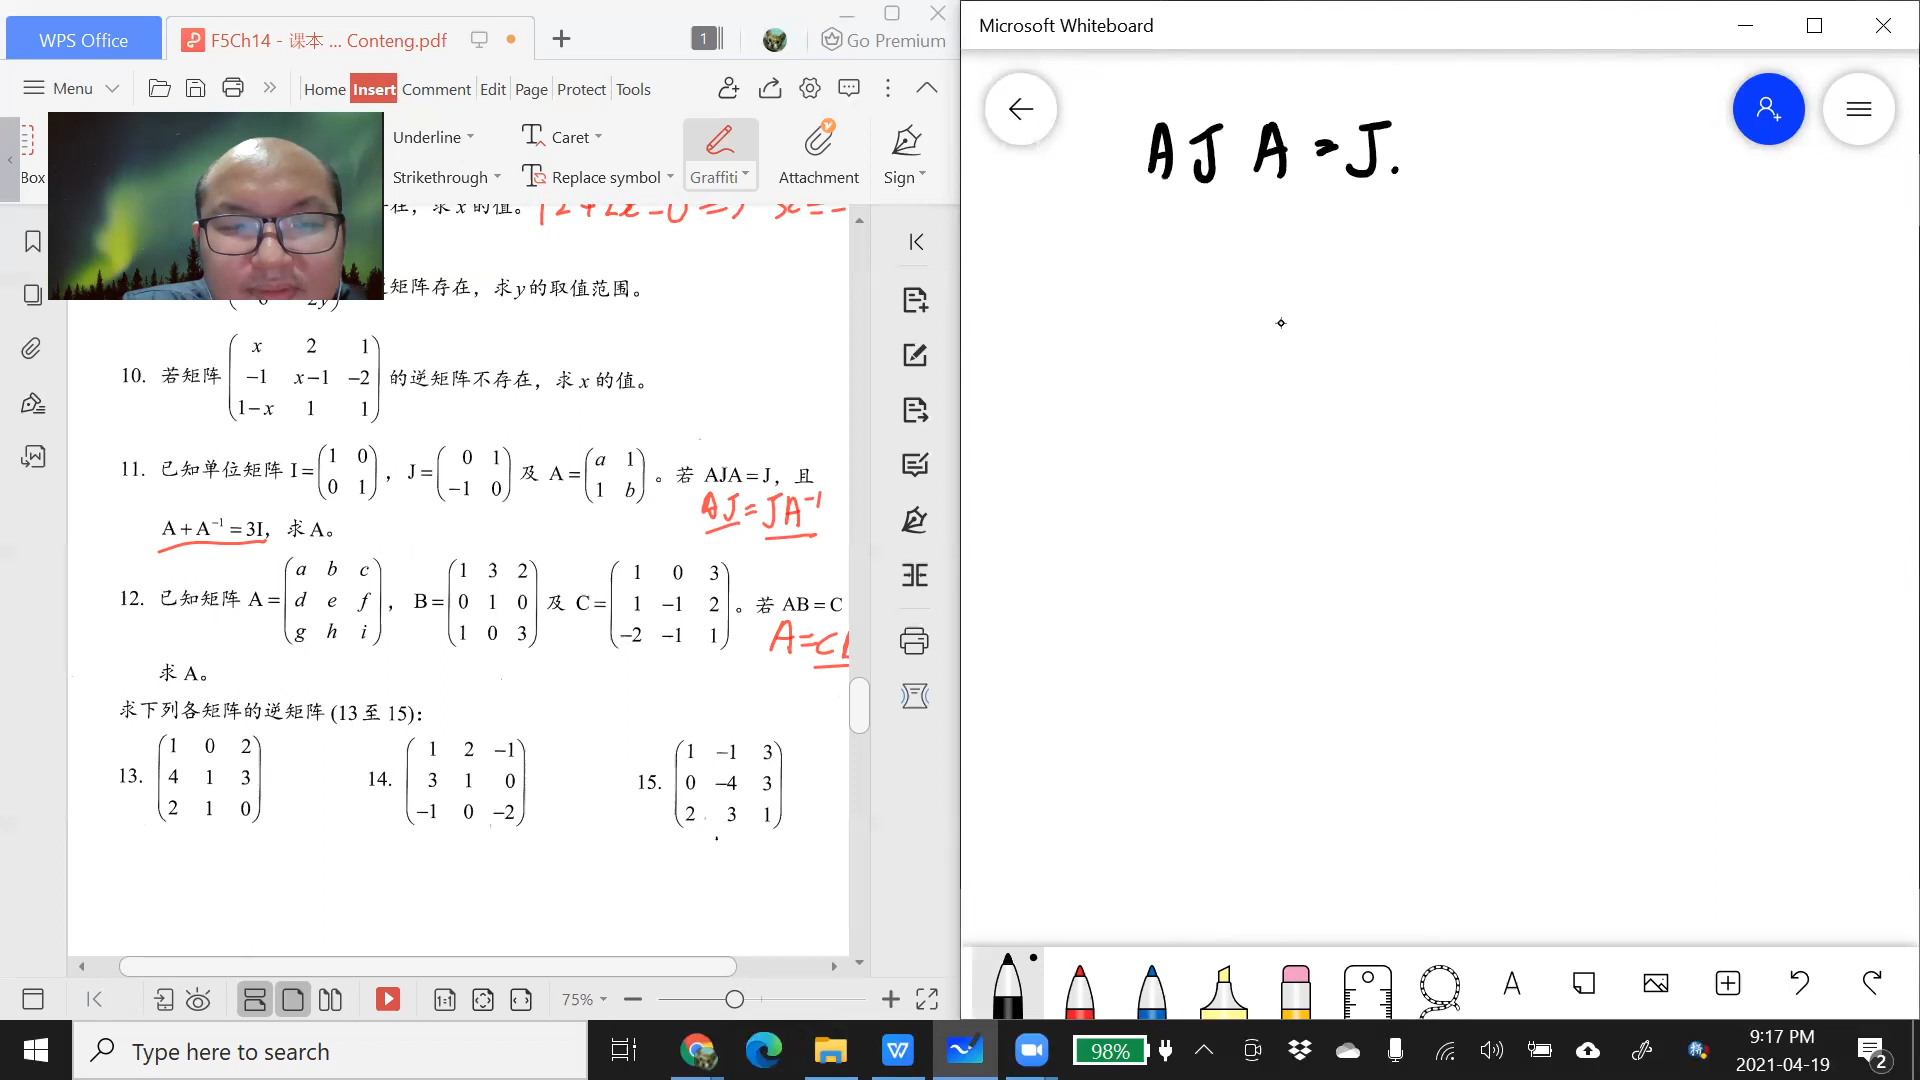 WPS Office
F5Ch14 - 课本 ... Conteng.pdf
1
Go Premium
Microsoft Whiteboard
Menu
Home Insert Comment Edit Page Protect Tools
Box
Underline
Caret
Strikethrough
Replace symbol
Graffiti
Attachment
Sign
在，求 x 的值。
逆矩阵存在，求 y 的取值范围。
10. 若矩阵 (x 2 1
-1 x-1 -2
1-x 1 1) 的逆矩阵不存在，求 x 的值。
11. 已知单位矩阵 I = (1 0
0 1)，J = (0 1
-1 0) 及 A = (a 1
1 b)。若 AJA = J，且
AJ = JA⁻¹
A + A⁻¹ = 3I，求 A。
12. 已知矩阵 A = (a b c
d e f
g h i)，B = (1 3 2
0 1 0
1 0 3) 及 C = (1 0 3
1 -1 2
-2 -1 1)。若 AB = C
A = C
求 A。
求下列各矩阵的逆矩阵 (13 至 15)：
13. (1 0 2
4 1 3
2 1 0)
14. (1 2 -1
3 1 0
-1 0 -2)
15. (1 -1 3
0 -4 3
2 3 1)
A J A = J.
75%
Type here to search
98%
9:17 PM
2021-04-19
2